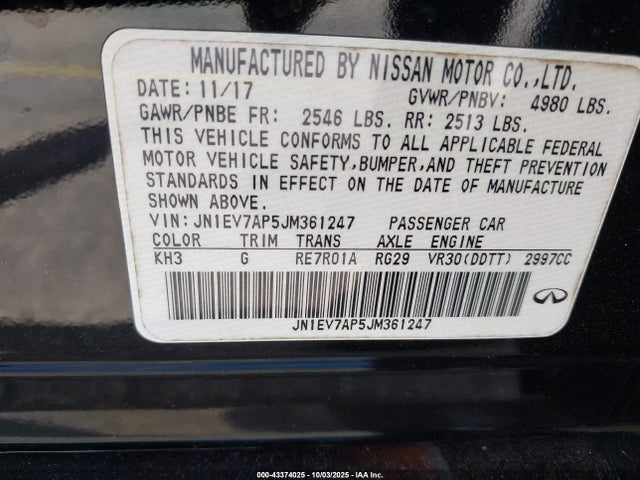 MANUFACTURED BY NISSAN MOTOR CO.,LTD.
DATE: 11/17 GVWR/PNBV: 4980 LBS.
GAWR/PNBE FR: 2546 LBS. RR: 2513 LBS.
THIS VEHICLE CONFORMS TO ALL APPLICABLE FEDERAL
MOTOR VEHICLE SAFETY,BUMPER,AND THEFT PREVENTION
STANDARDS IN EFFECT ON THE DATE OF MANUFACTURE
SHOWN ABOVE.
VIN: JN1EV7AP5JM361247 PASSENGER CAR
COLOR TRIM TRANS AXLE ENGINE
KH3 G RE7R01A RG29 VR30(DDTT) 2997CC
JN1EV7AP5JM361247
000-43374025 - 10/03/2025 - IAA Inc.